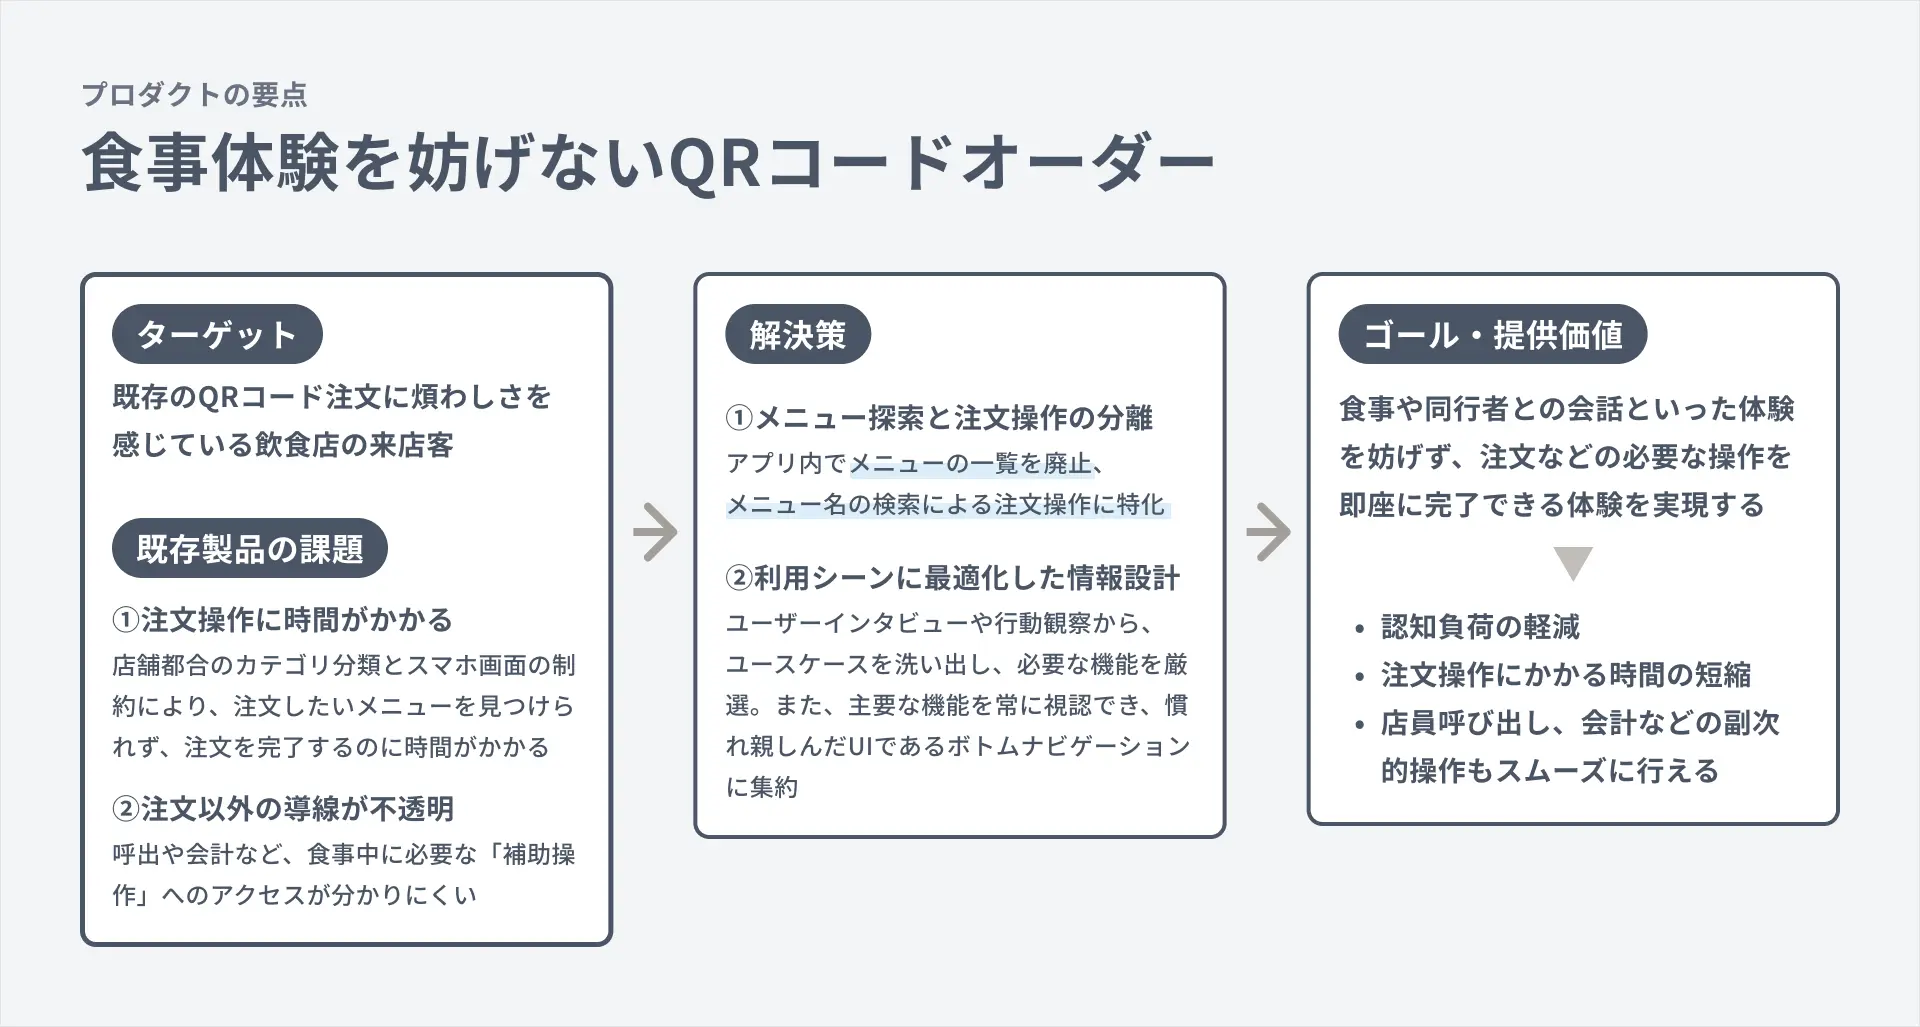 プロダクトの要点
食事体験を妨げないQRコードオーダー
ターゲット
既存のQRコード注文に煩わしさを
感じている飲食店の来店客
既存製品の課題
①注文操作に時間がかかる
店舗都合のカテゴリ分類とスマホ画面の制
約により、注文したいメニューを見つけら
れず、注文を完了するのに時間がかかる
②注文以外の導線が不透明
呼出や会計など、食事中に必要な「補助操
作」へのアクセスが分かりにくい
解決策
①メニュー探索と注文操作の分離
アプリ内でメニューの一覧を廃止、
メニュー名の検索による注文操作に特化
②利用シーンに最適化した情報設計
ユーザーインタビューや行動観察から、
ユースケースを洗い出し、必要な機能を厳
選。また、主要な機能を常に視認でき、慣
れ親しんだUIであるボトムナビゲーション
に集約
ゴール・提供価値
食事や同行者との会話といった体験
を妨げず、注文などの必要な操作を
即座に完了できる体験を実現する
• 認知負荷の軽減
• 注文操作にかかる時間の短縮
• 店員呼び出し、会計などの副次
的操作もスムーズに行える